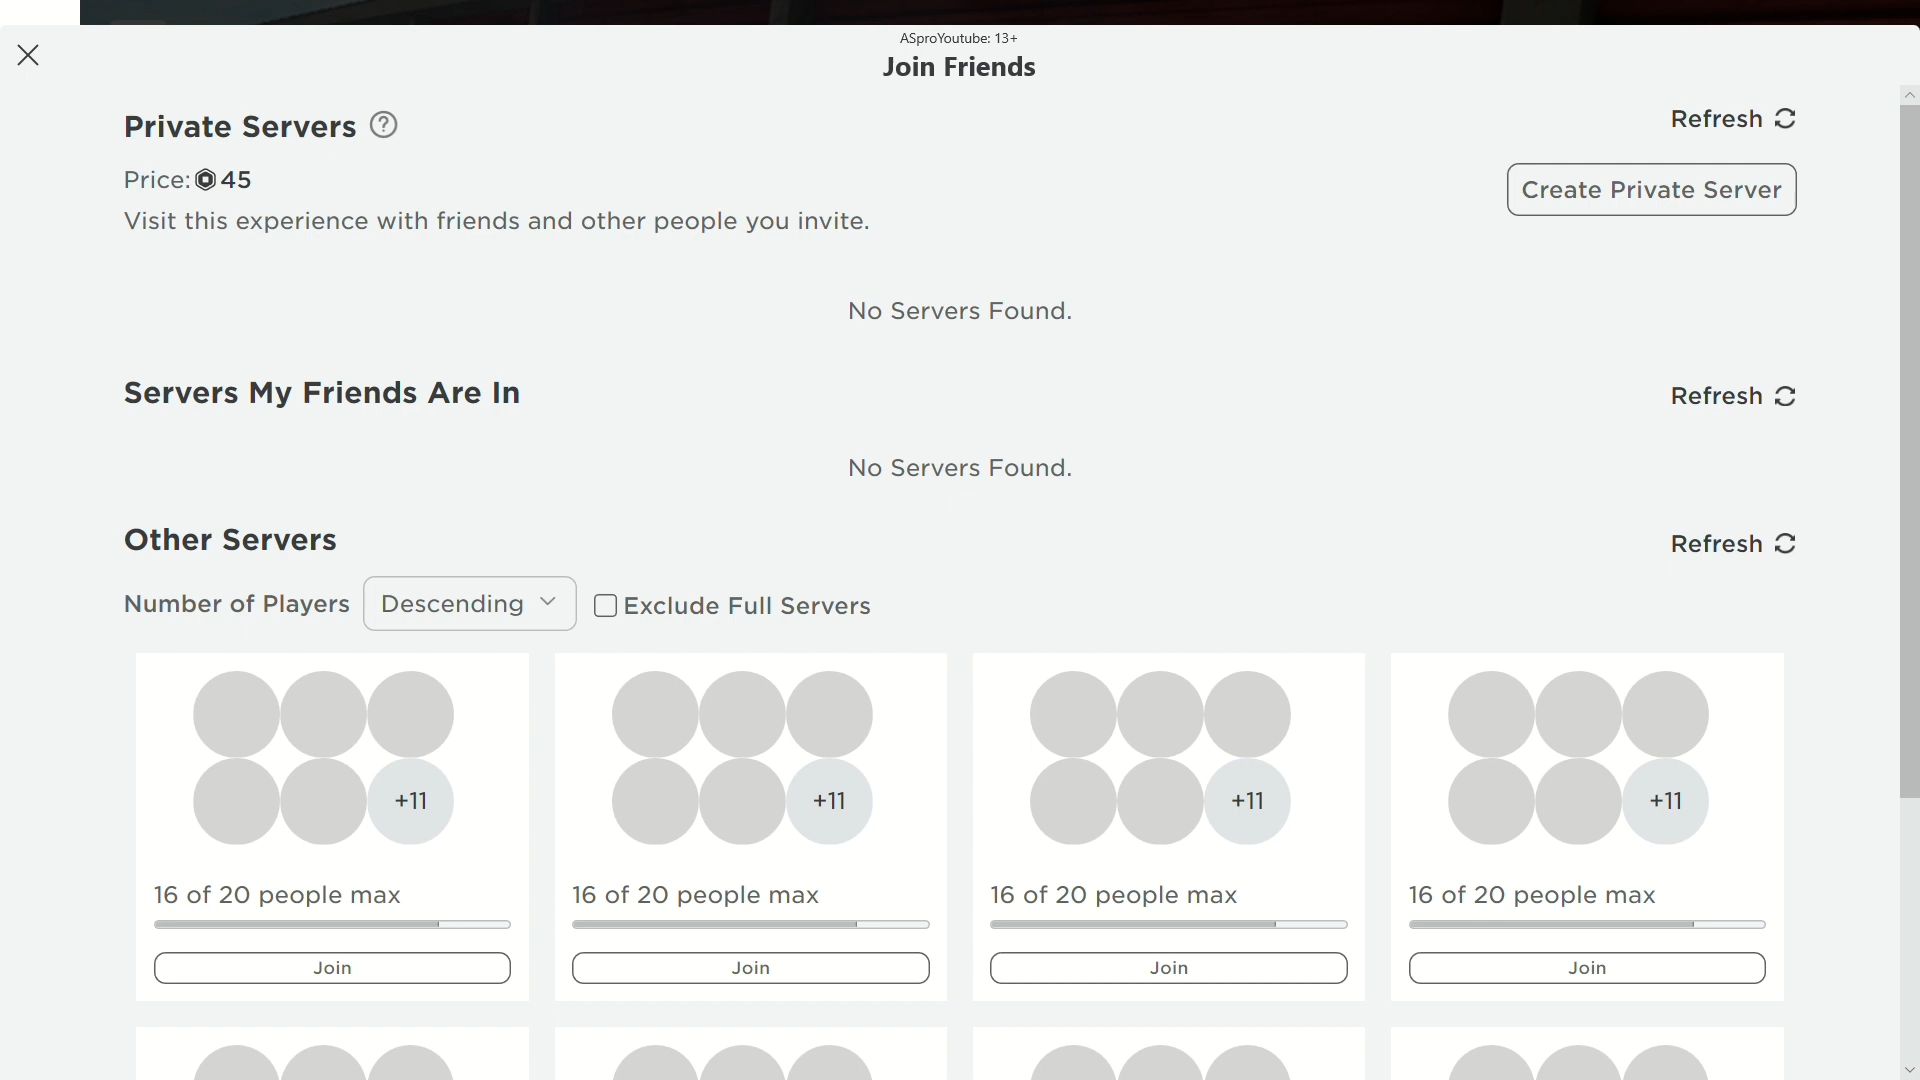 ASproYoutube: 13+
Join Friends
Private Servers
Refresh
Price: 45
Create Private Server
Visit this experience with friends and other people you invite.
No Servers Found.
Servers My Friends Are In
Refresh
No Servers Found.
Other Servers
Refresh
Number of Players Descending Exclude Full Servers
+11 +11 +11 +11
16 of 20 people max 16 of 20 people max 16 of 20 people max 16 of 20 people max
Join Join Join Join